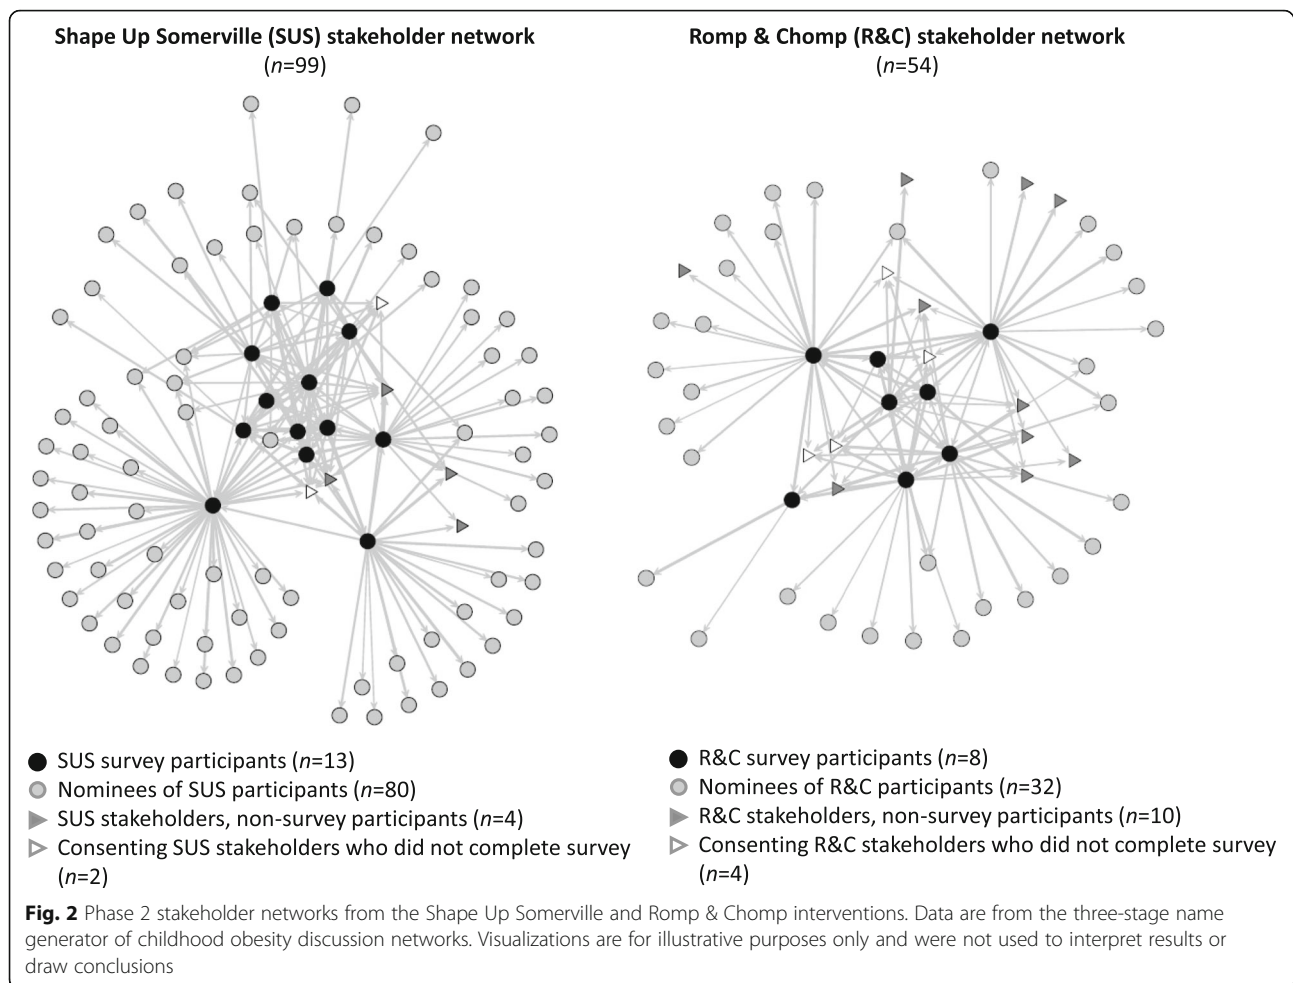 Shape Up Somerville (SUS) stakeholder network
(n=99)
Romp & Chomp (R&C) stakeholder network
(n=54)
SUS survey participants (n=13)
Nominees of SUS participants (n=80)
SUS stakeholders, non-survey participants (n=4)
Consenting SUS stakeholders who did not complete survey
(n=2)
R&C survey participants (n=8)
Nominees of R&C participants (n=32)
R&C stakeholders, non-survey participants (n=10)
Consenting R&C stakeholders who did not complete survey
(n=4)
Fig. 2 Phase 2 stakeholder networks from the Shape Up Somerville and Romp & Chomp interventions. Data are from the three-stage name
generator of childhood obesity discussion networks. Visualizations are for illustrative purposes only and were not used to interpret results or
draw conclusions